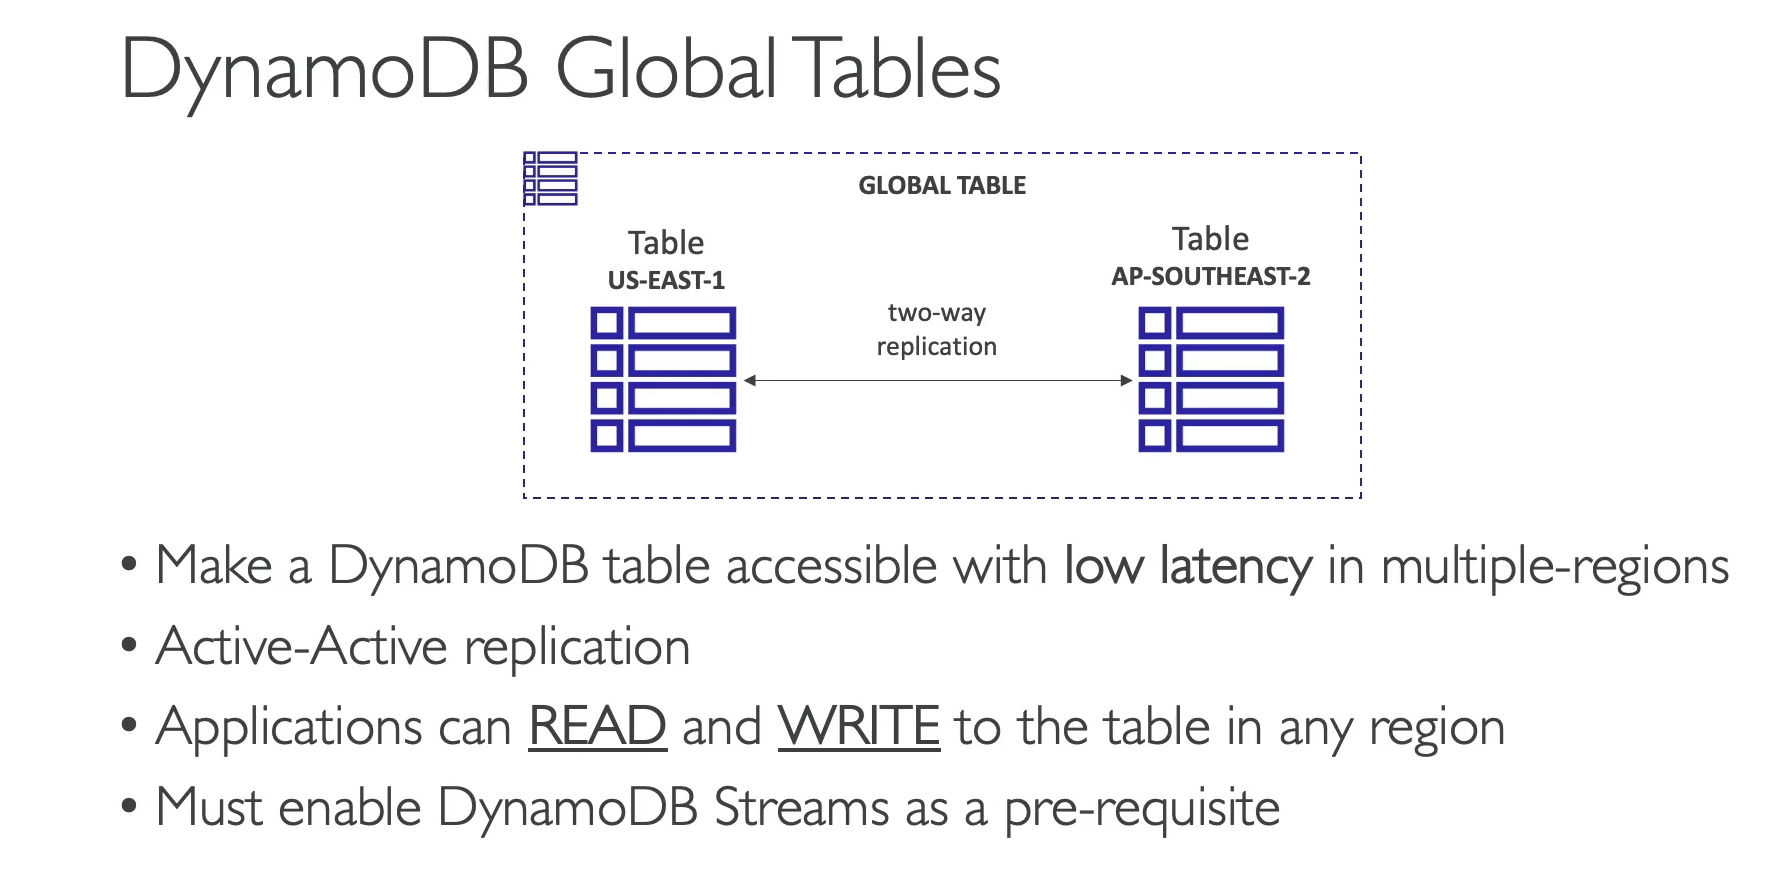 DynamoDB Global Tables
GLOBAL TABLE
Table
US-EAST-1
Table
AP-SOUTHEAST-2
two-way
replication
• Make a DynamoDB table accessible with low latency in multiple-regions
• Active-Active replication
• Applications can READ and WRITE to the table in any region
• Must enable DynamoDB Streams as a pre-requisite